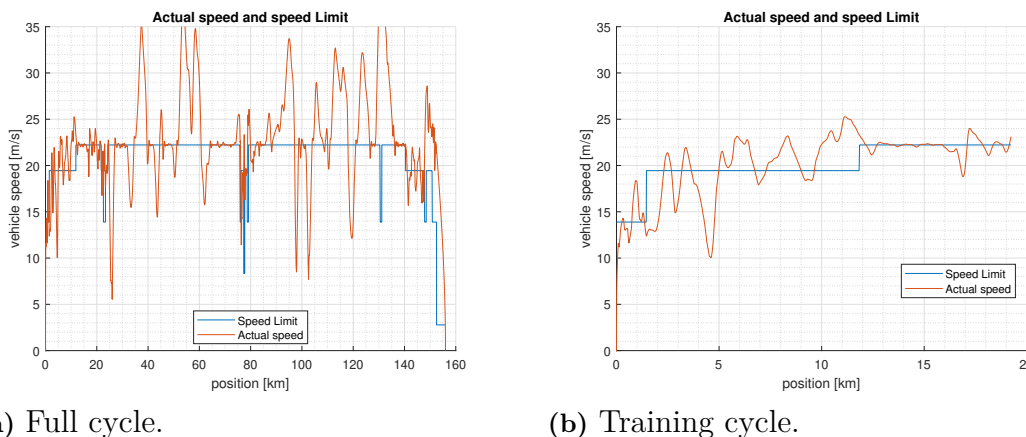 Actual speed and speed Limit
35
30
25
20
15
10
5
0
vehicle speed [m/s]
Speed Limit
Actual speed
0 20 40 60 80 100 120 140 160
position [km]
) Full cycle.
Actual speed and speed Limit
35
30
25
20
15
10
5
0
vehicle speed [m/s]
Speed Limit
Actual speed
0 5 10 15
position [km]
(b) Training cycle.